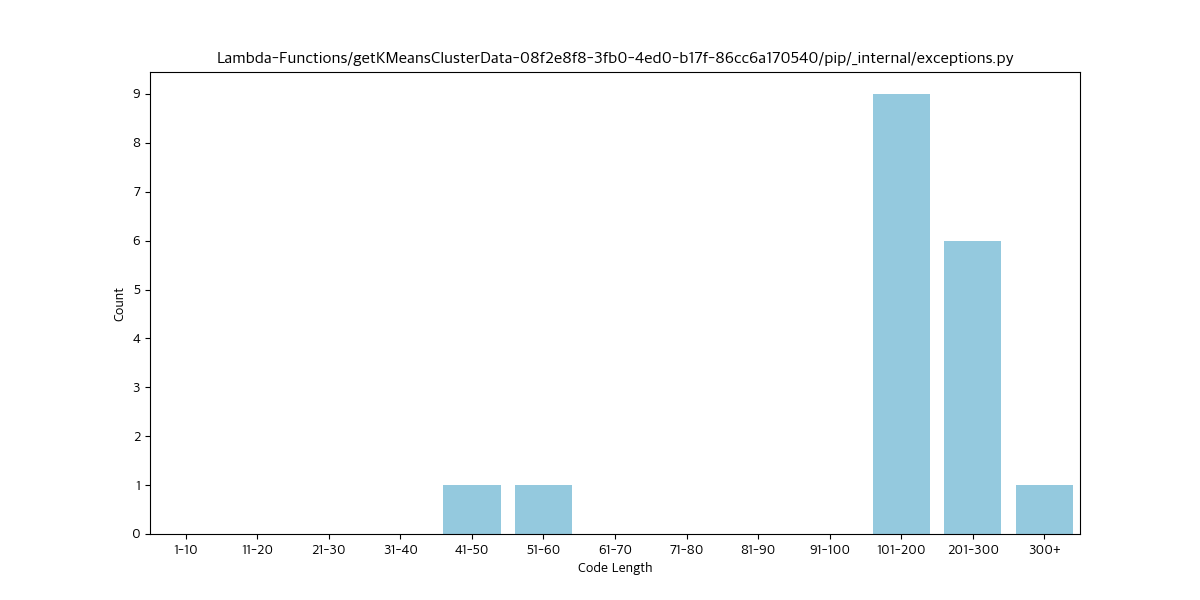 Lambda-Functions/getKMeansClusterData-08f2e8f8-3fb0-4ed0-b17f-86cc6a170540/pip/_internal/exceptions.py
9
8
7
6
5
4
3
2
1
0
Count
1-10 11-20 21-30 31-40 41-50 51-60 61-70 71-80 81-90 91-100 101-200 201-300 300+
Code Length